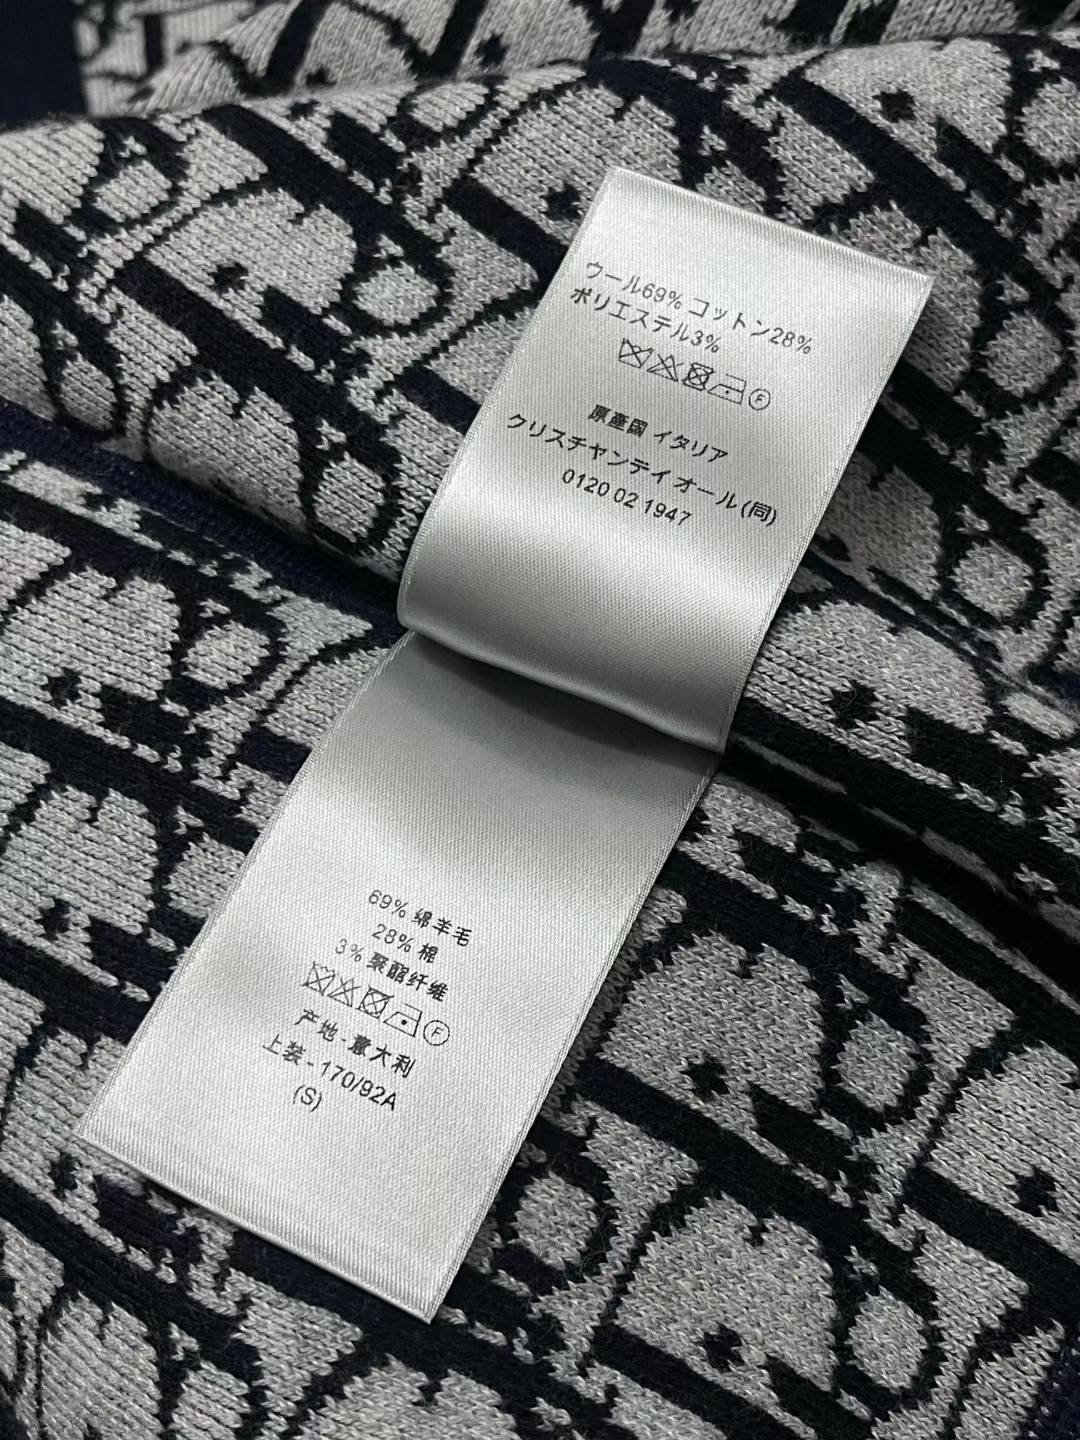 ウール69% コットン28%
ポリエステル3%
F
原產國 イタリア
クリスチャンディオール(同)
0120 02 1947
69% 绵羊毛
28% 棉
3% 聚酯纤维
F
产地-意大利
上装-170/92A
(S)